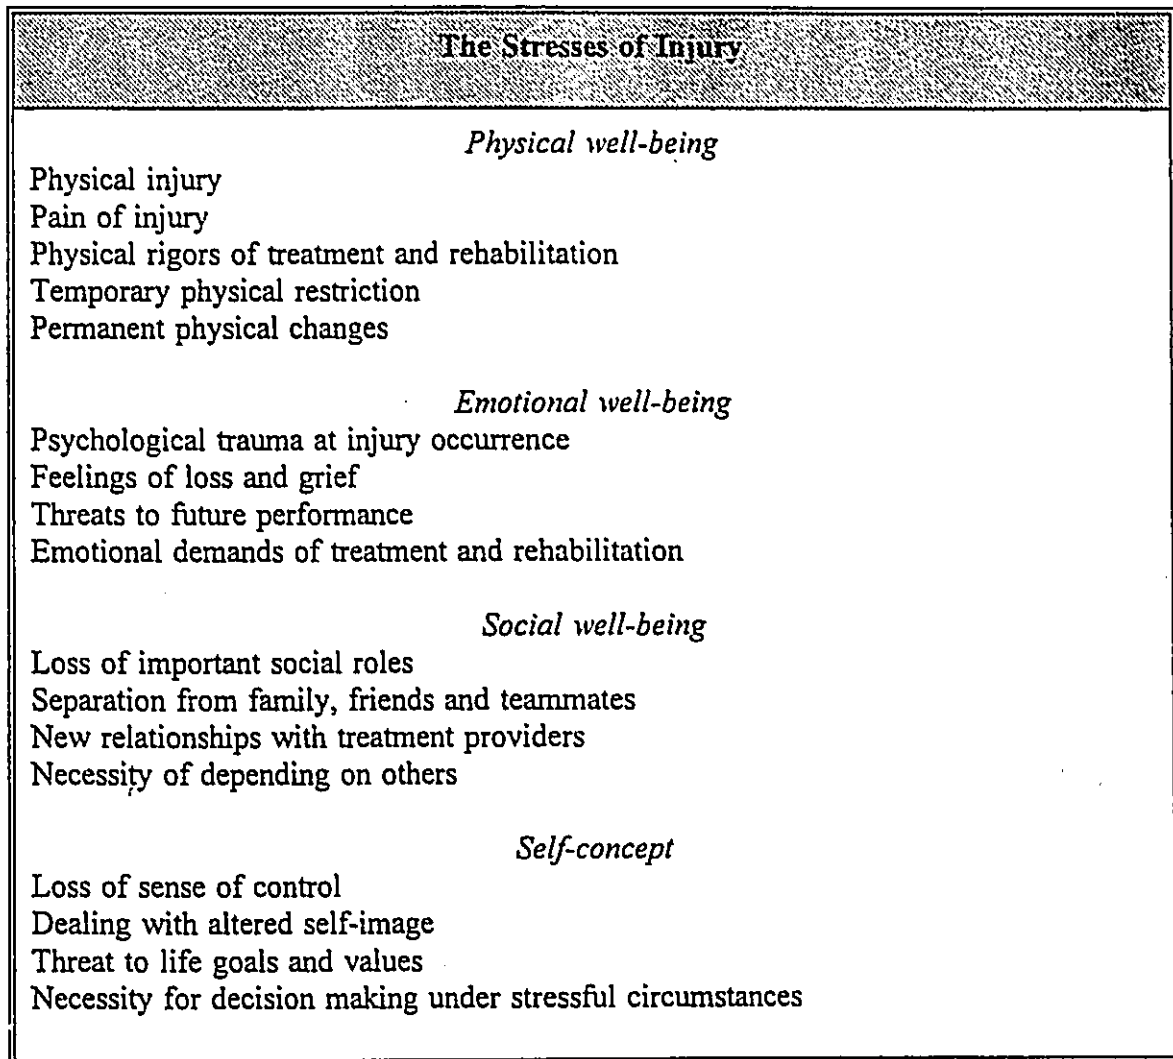 The Stresses of Injury
Physical well-being
Physical injury
Pain of injury
Physical rigors of treatment and rehabilitation
Temporary physical restriction
Permanent physical changes
Emotional well-being
Psychological trauma at injury occurrence
Feelings of loss and grief
Threats to future performance
Emotional demands of treatment and rehabilitation
Social well-being
Loss of important social roles
Separation from family, friends and teammates
New relationships with treatment providers
Necessity of depending on others
Self-concept
Loss of sense of control
Dealing with altered self-image
Threat to life goals and values
Necessity for decision making under stressful circumstances